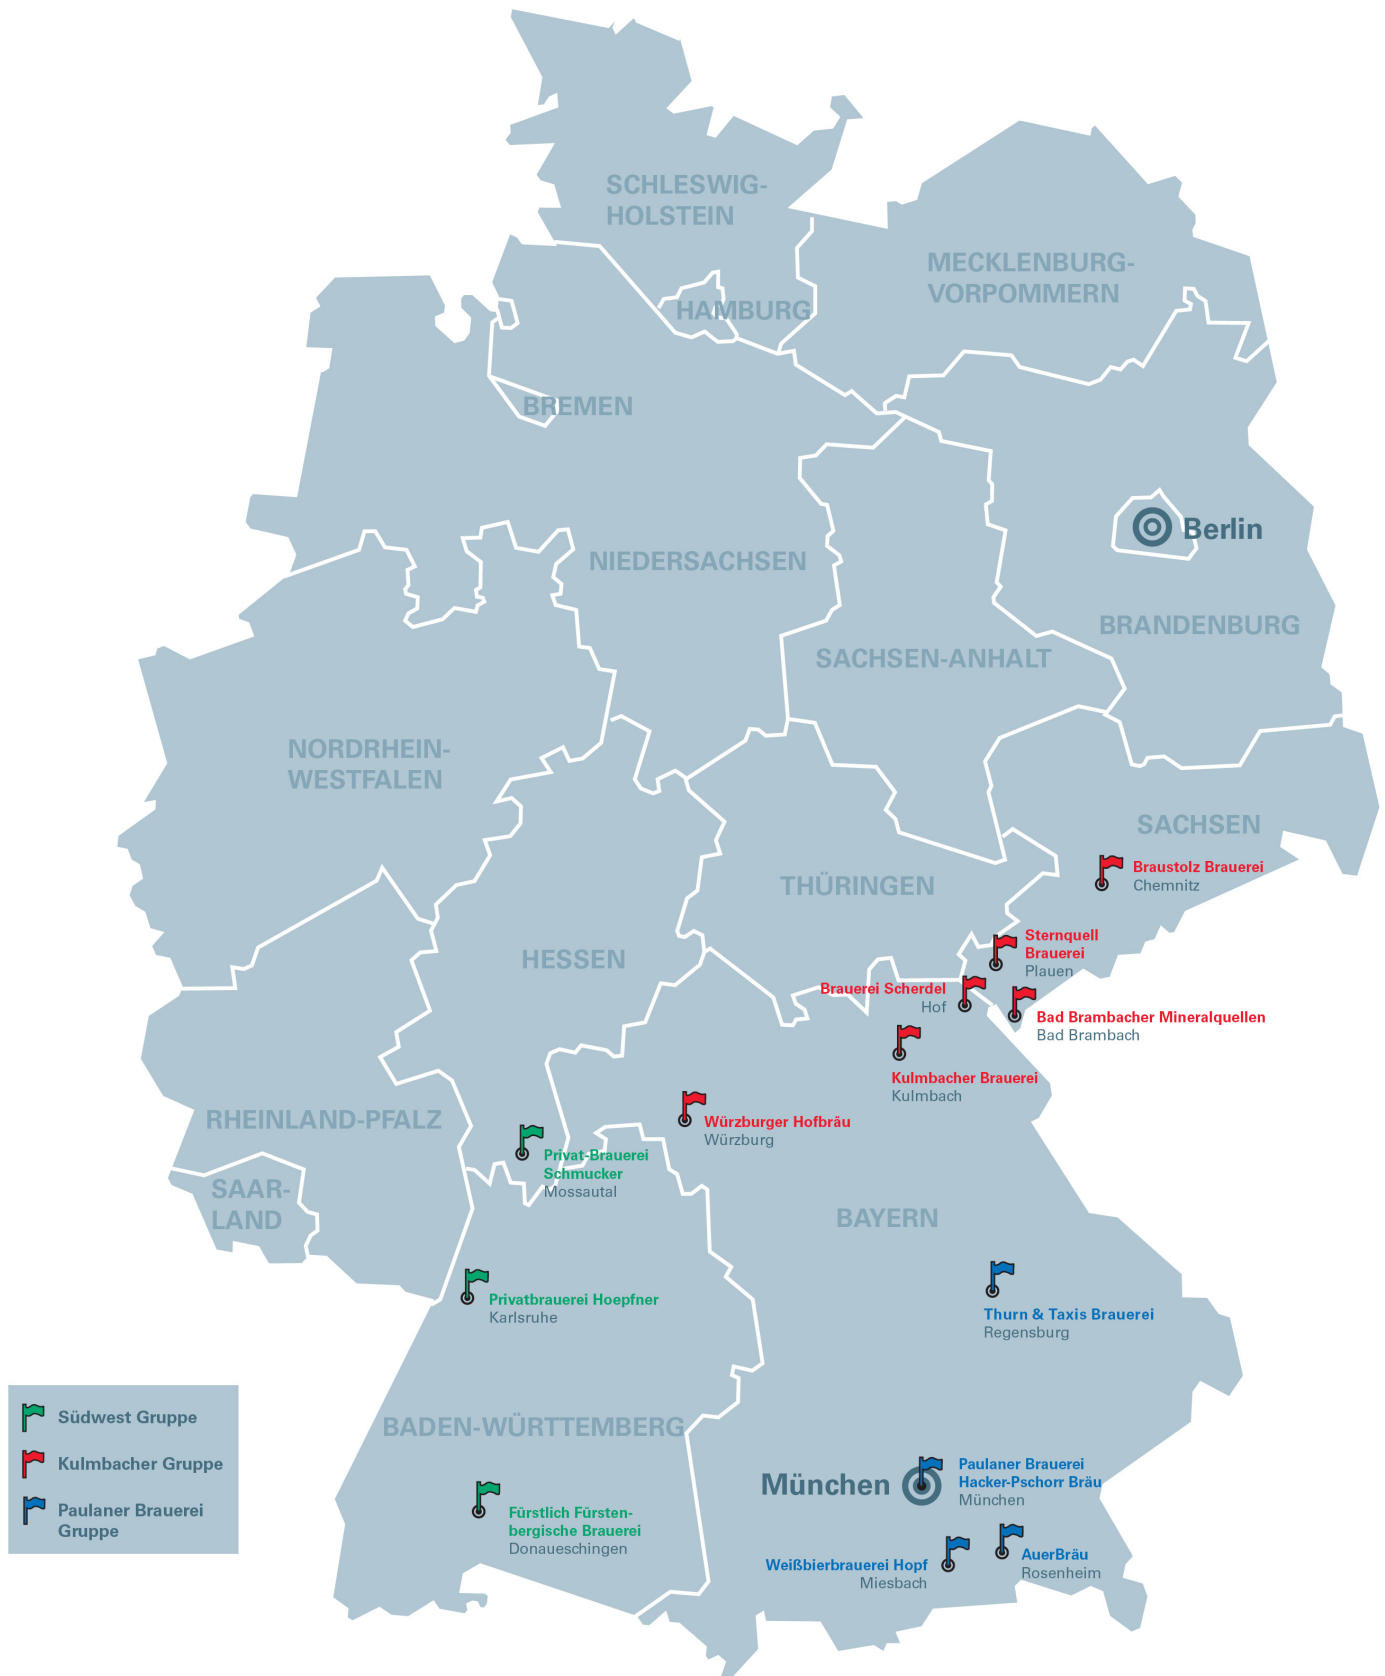 SCHLESWIG-
HOLSTEIN
MECKLENBURG-
VORPOMMERN
HAMBURG
BREMEN
Berlin
NIEDERSACHSEN
BRANDENBURG
SACHSEN-ANHALT
NORDRHEIN-
WESTFALEN
SACHSEN
Braustolz Brauerei
Chemnitz
THÜRINGEN
Sternquell
Brauerei
Plauen
HESSEN
Brauerei Scherdel
Hof
Bad Brambacher Mineralquellen
Bad Brambach
Kulmbacher Brauerei
Kulmbach
RHEINLAND-PFALZ
Würzburger Hofbräu
Würzburg
Privat-Brauerei
Schmucker
Mossautal
SAAR-
LAND
BAYERN
Privatbrauerei Hoepfner
Karlsruhe
Thurn & Taxis Brauerei
Regensburg
Südwest Gruppe
Kulmbacher Gruppe
Paulaner Brauerei
Gruppe
BADEN-WÜRTTEMBERG
München
Paulaner Brauerei
Hacker-Pschorr Bräu
München
Fürstlich Fürsten-
bergische Brauerei
Donaueschingen
Weißbierbrauerei Hopf
Miesbach
AuerBräu
Rosenheim